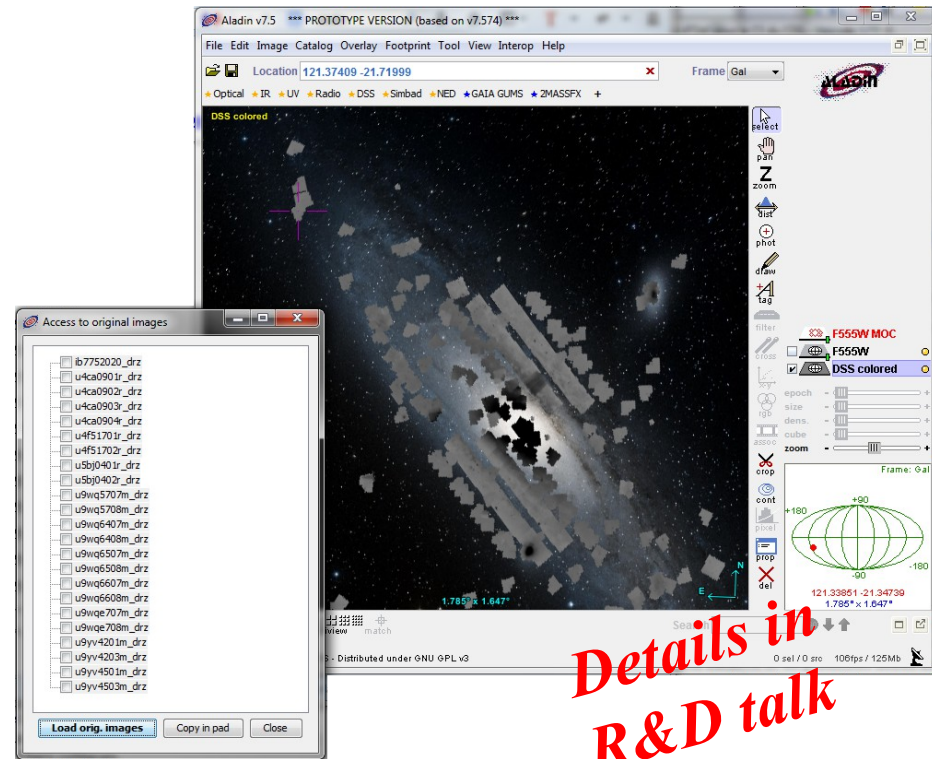 Aladin v7.5 *** PROTOTYPE VERSION (based on v7.574) ***
File Edit Image Catalog Overlay Footprint Tool View Interop Help
Location 121.37409 -21.71999
Frame Gal
ALADIN
Optical IR UV Radio DSS Simbad NED GAIA GUMS 2MASSFX +
DSS colored
select
pan
Z
zoom
dist
phot
draw
tag
filter
cross
x-y
rgb
assoc
crop
cont
pixel
prop
del
F555W MOC
F555W
DSS colored
epoch - +
size - +
dens. - +
cube - +
zoom - +
Frame: Gal
+90
+180
-180
-90
121.33851 -21.34739
1.785° x 1.647°
N
E
1.785° x 1.647°
match
Search
S - Distributed under GNU GPL v3
0 sel / 0 src 106fps / 125Mb
Access to original images
ib7752020_drz
u4ca0901r_drz
u4ca0902r_drz
u4ca0903r_drz
u4ca0904r_drz
u4f51701r_drz
u4f51702r_drz
u5bj0401r_drz
u5bj0402r_drz
u9wq5707m_drz
u9wq5708m_drz
u9wq6407m_drz
u9wq6408m_drz
u9wq6507m_drz
u9wq6508m_drz
u9wq6607m_drz
u9wq6608m_drz
u9wqe707m_drz
u9wqe708m_drz
u9yv4201m_drz
u9yv4203m_drz
u9yv4501m_drz
u9yv4503m_drz
Load orig. images Copy in pad Close
Details in
R&D talk